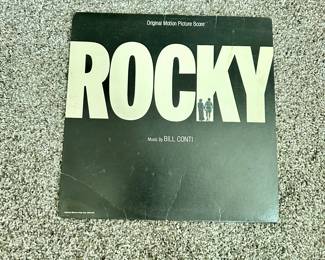 Original Motion Picture Score
ROCKY
Music by BILL CONTI